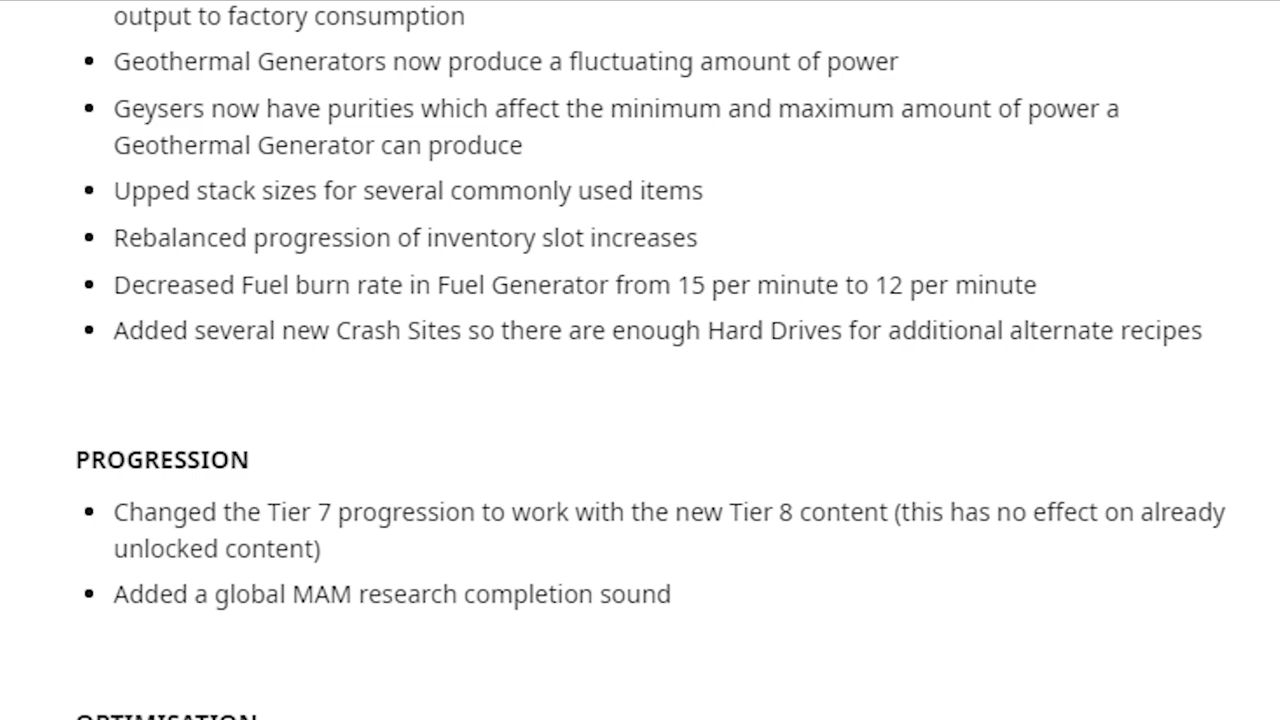 output to factory consumption
• Geothermal Generators now produce a fluctuating amount of power
• Geysers now have purities which affect the minimum and maximum amount of power a
Geothermal Generator can produce
• Upped stack sizes for several commonly used items
• Rebalanced progression of inventory slot increases
• Decreased Fuel burn rate in Fuel Generator from 15 per minute to 12 per minute
• Added several new Crash Sites so there are enough Hard Drives for additional alternate recipes
PROGRESSION
• Changed the Tier 7 progression to work with the new Tier 8 content (this has no effect on already
unlocked content)
• Added a global MAM research completion sound
OPTIMISATION